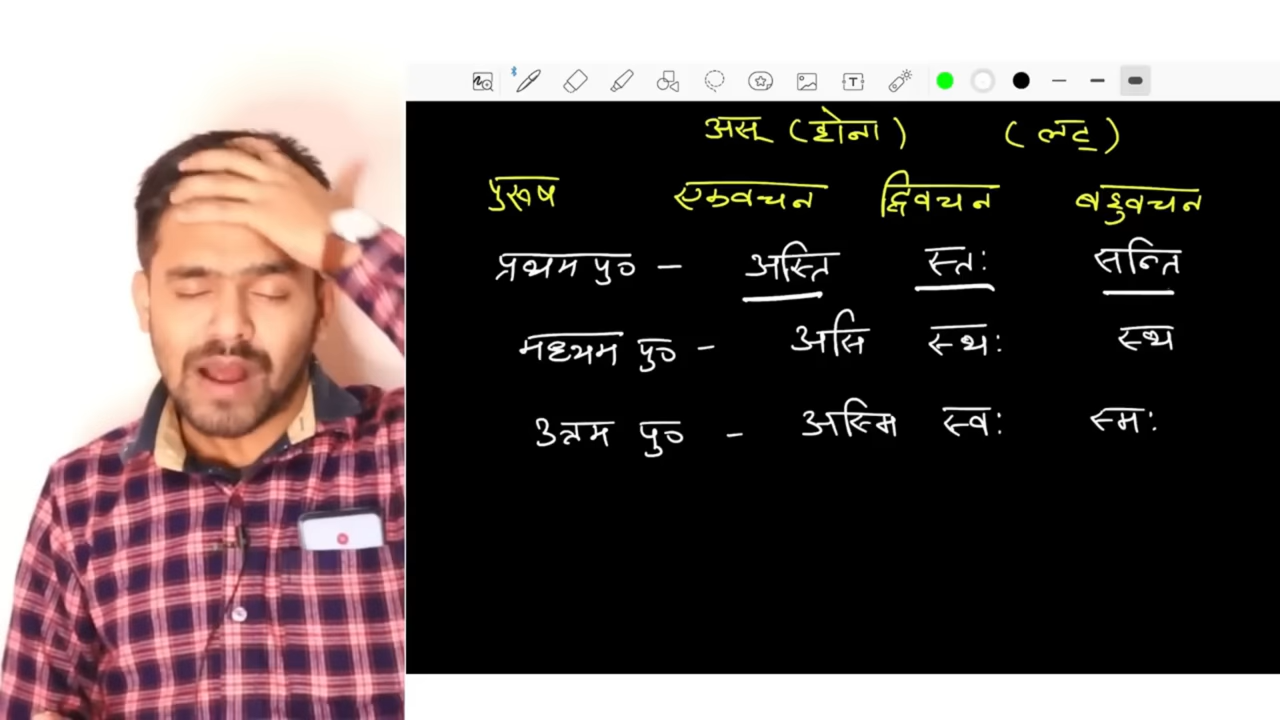 अस् (होना) (लट्)
पुरुष एकवचन द्विवचन बहुवचन
प्रथम पु० - अस्ति स्तः सन्ति
मध्यम पु० - असि स्थः स्थ
उत्तम पु० - अस्मि स्वः स्मः